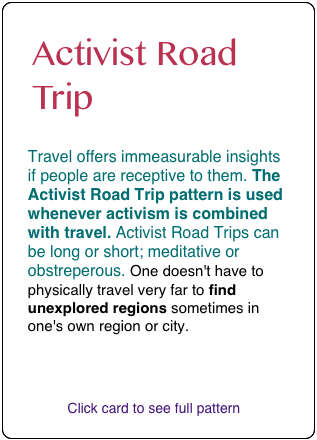 Activist Road
Trip
Travel offers immeasurable insights
if people are receptive to them. The
Activist Road Trip pattern is used
whenever activism is combined
with travel. Activist Road Trips can
be long or short; meditative or
obstreperous. One doesn't have to
physically travel very far to find
unexplored regions sometimes in
one's own region or city.
Click card to see full pattern